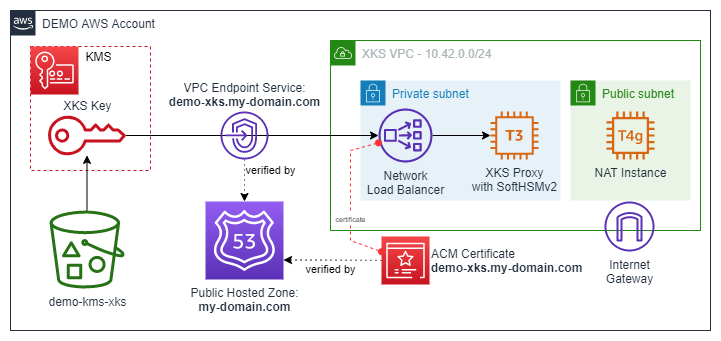 aws
DEMO AWS Account
KMS
XKS Key
demo-kms-xks
VPC Endpoint Service:
demo-xks.my-domain.com
verified by
53
Public Hosted Zone:
my-domain.com
verified by
XKS VPC - 10.42.0.0/24
Private subnet
Network
Load Balancer
T3
XKS Proxy
with SoftHSMv2
Public subnet
T4g
NAT Instance
certificate
ACM Certificate
demo-xks.my-domain.com
Internet
Gateway